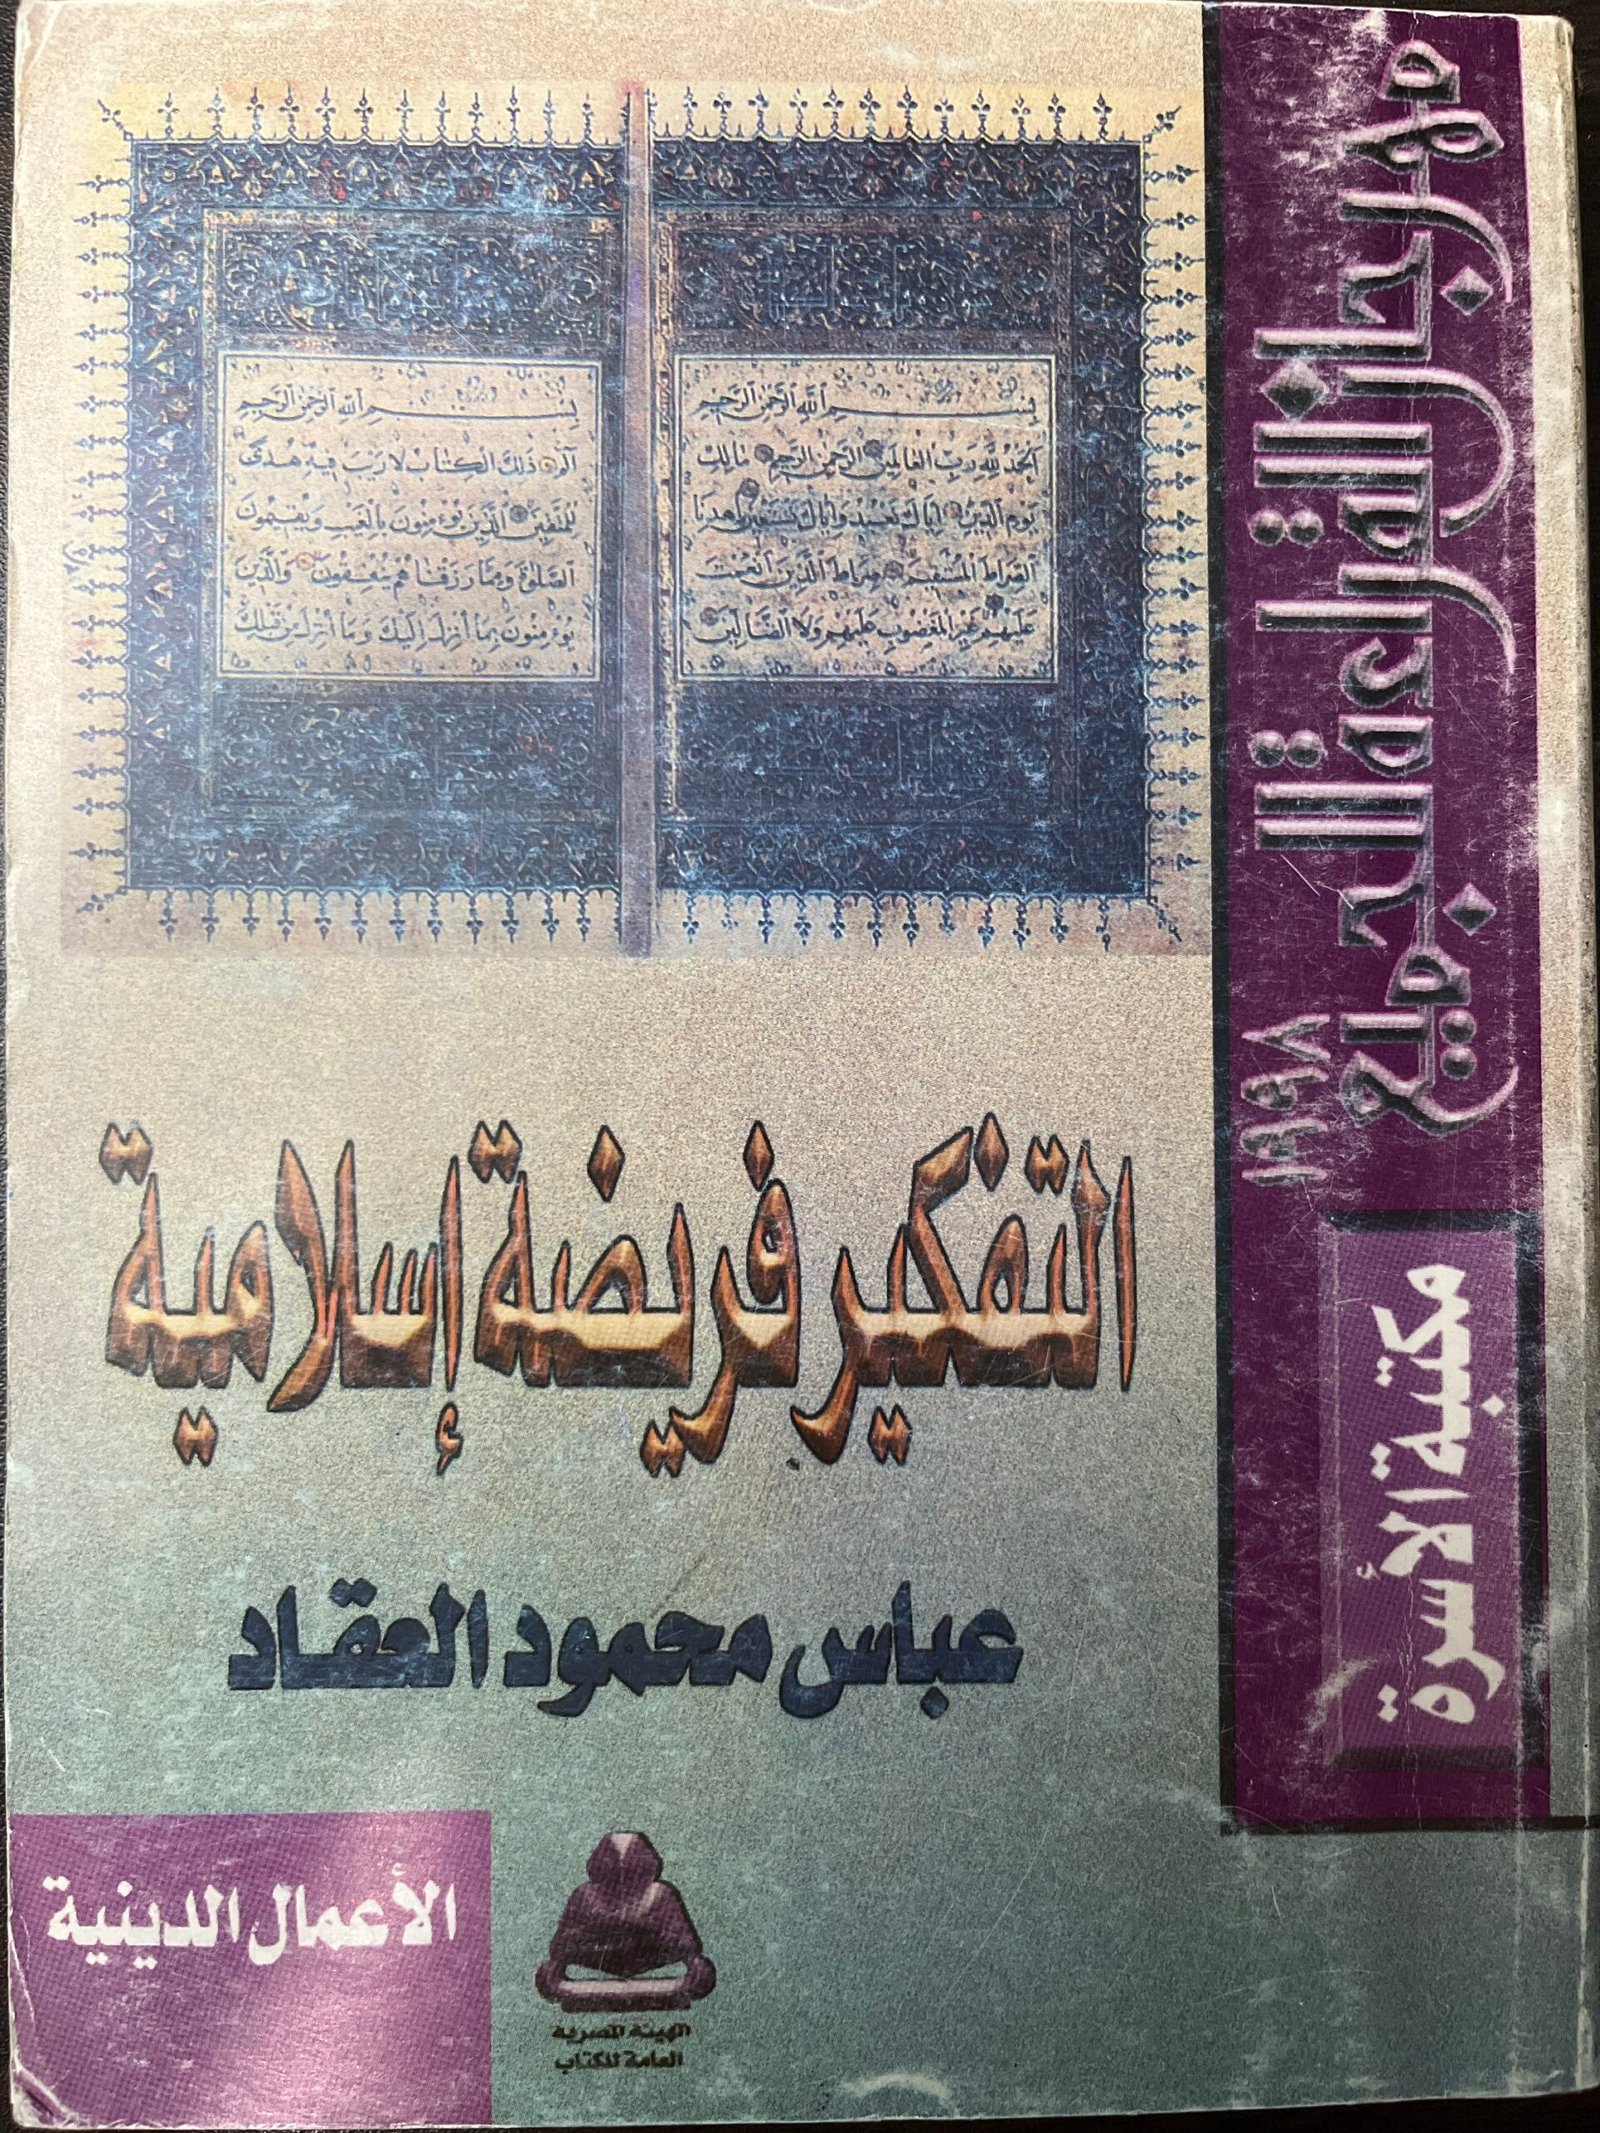 مهرجان القراءة للجميع
١٩٩٨
مكتبة الأسرة
بسم الله الرحمن الرحيم
الحمد لله رب العالمين الرحمن الرحيم مالك
يوم الدين إياك نعبد وإياك نستعين اهدنا
الصراط المستقيم صراط الذين أنعمت
عليهم غير المغضوب عليهم ولا الضالين
بسم الله الرحمن الرحيم
الم ذلك الكتاب لا ريب فيه هدى
للمتقين الذين يؤمنون بالغيب ويقيمون
الصلوة ومما رزقناهم ينفقون والذين
يؤمنون بما أنزل إليك وما أنزل من قبلك
التفكير فريضة إسلامية
عباس محمود العقاد
الأعمال الدينية
الهيئة المصرية
العامة للكتاب